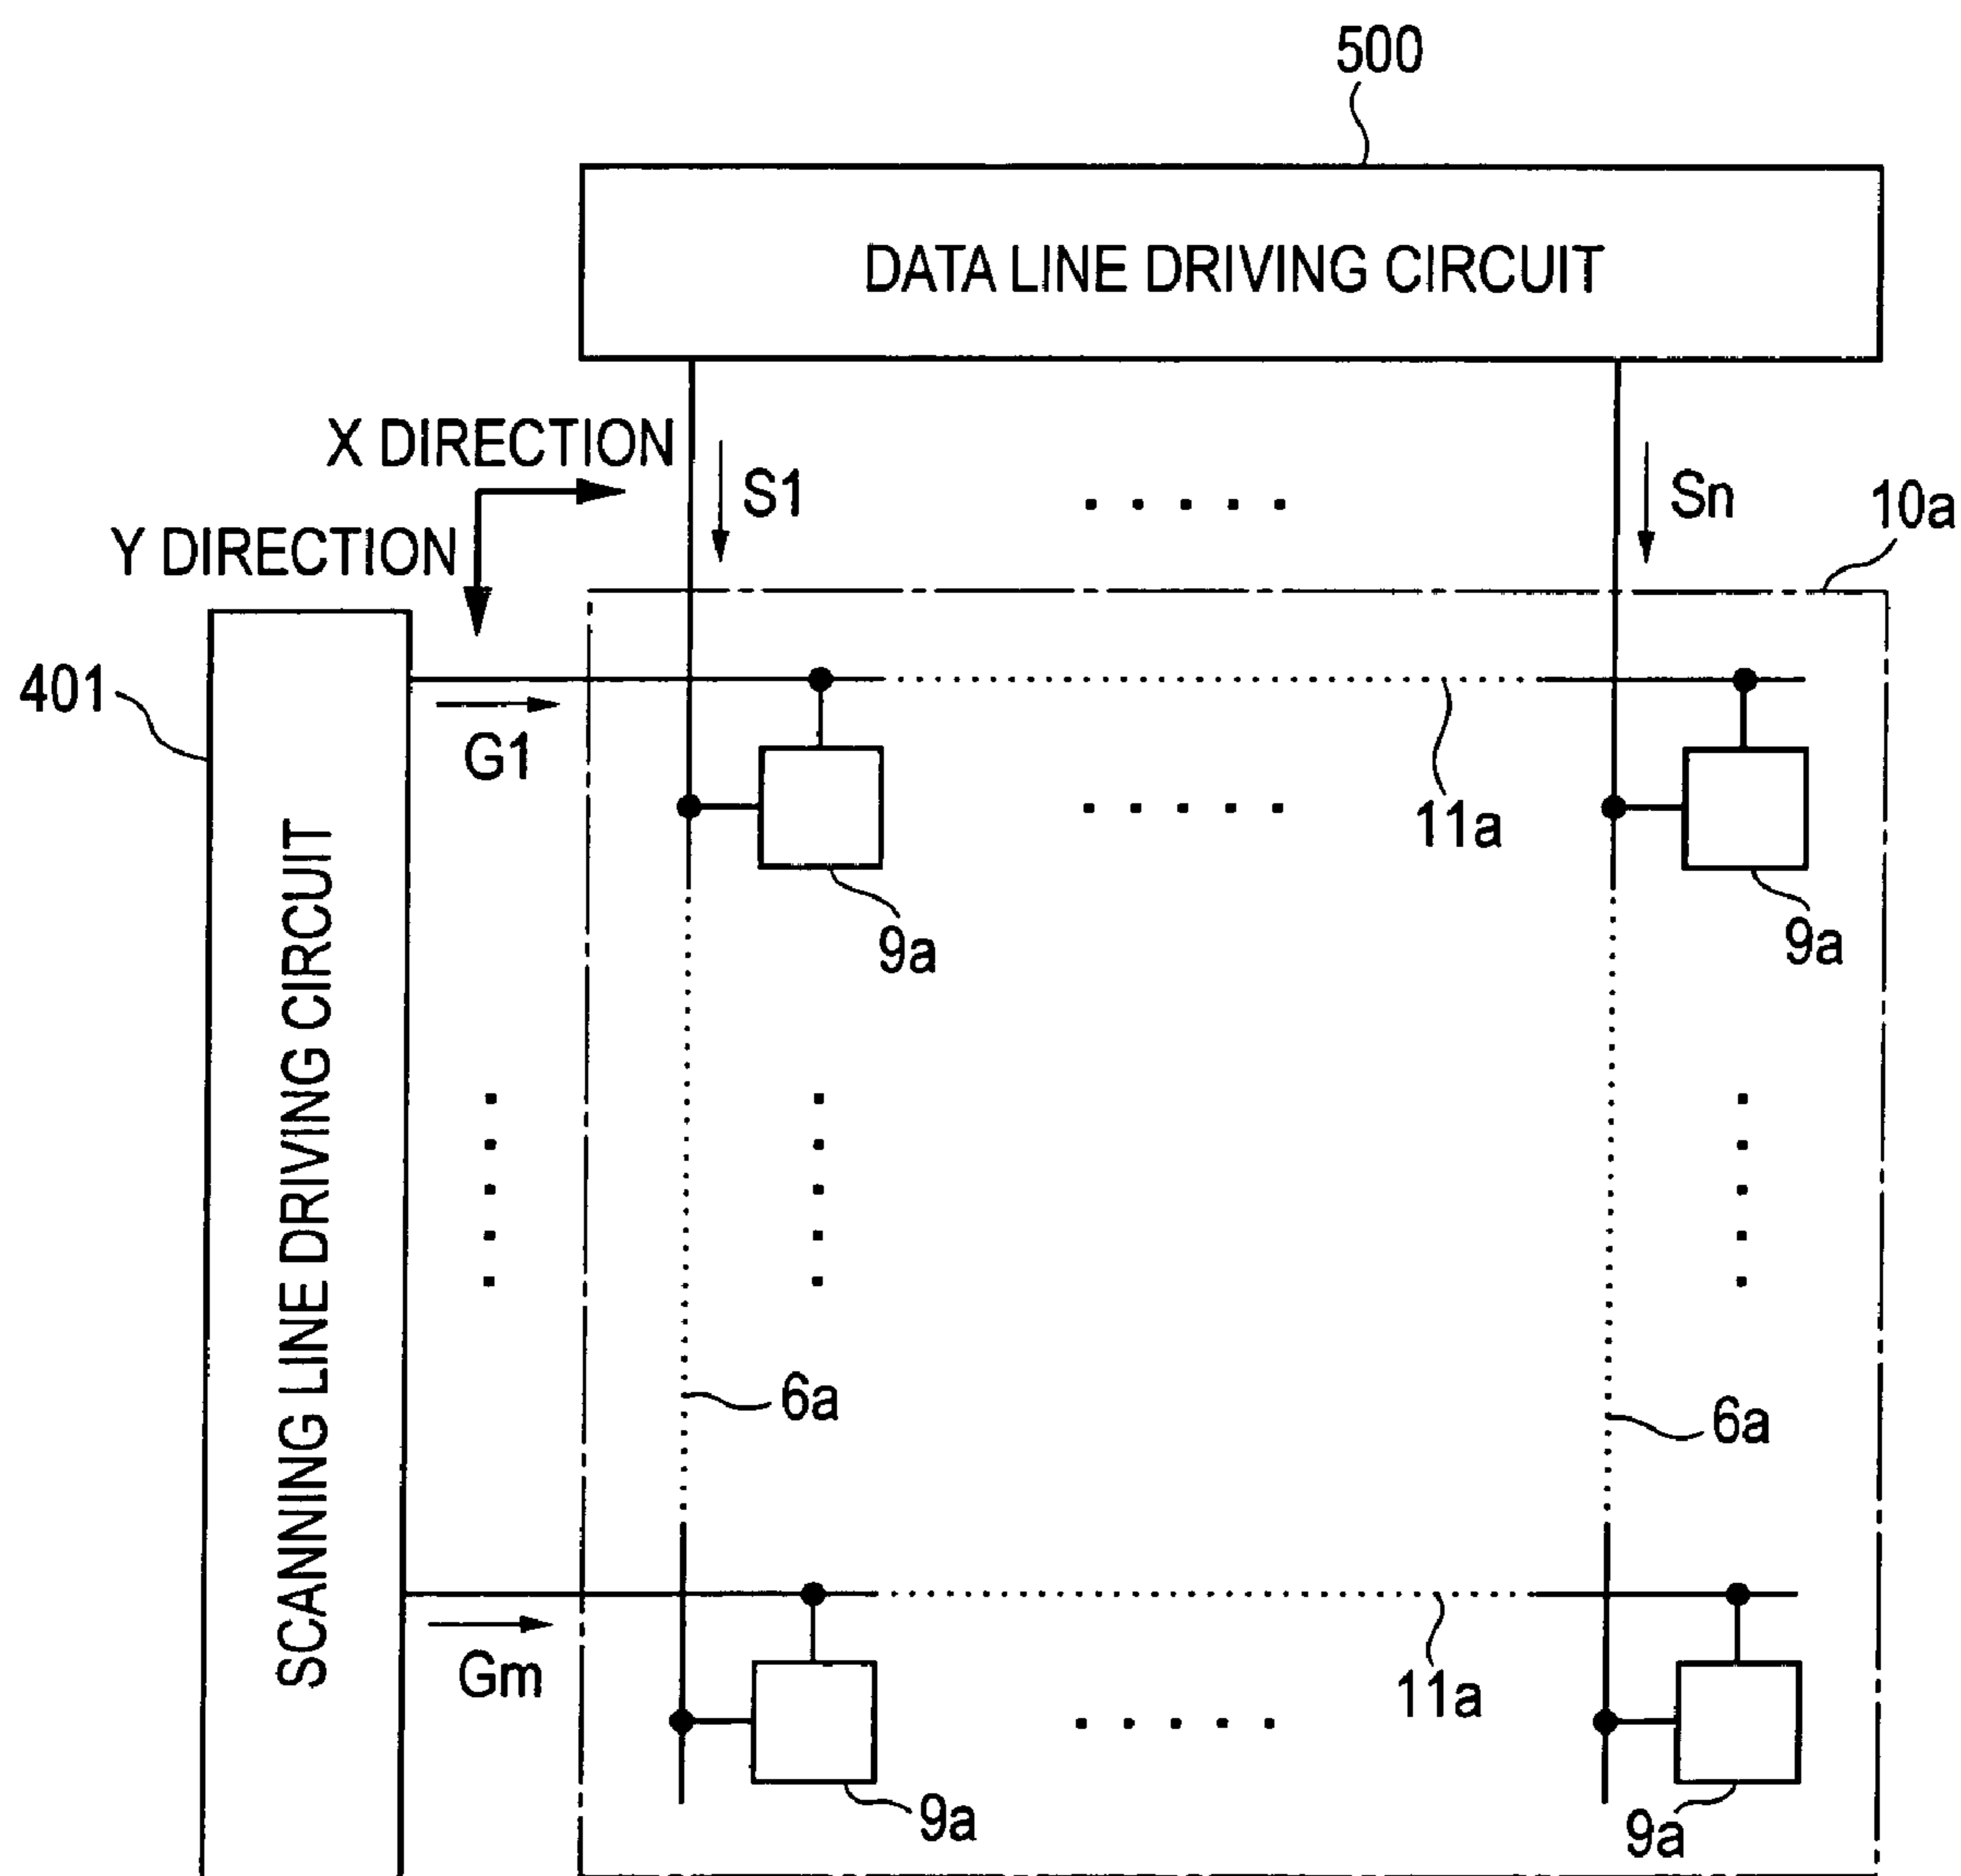 500
DATA LINE DRIVING CIRCUIT
X DIRECTION
S1
Sn
10a
Y DIRECTION
401
G1
11a
9a
9a
SCANNING LINE DRIVING CIRCUIT
6a
6a
Gm
11a
9a
9a